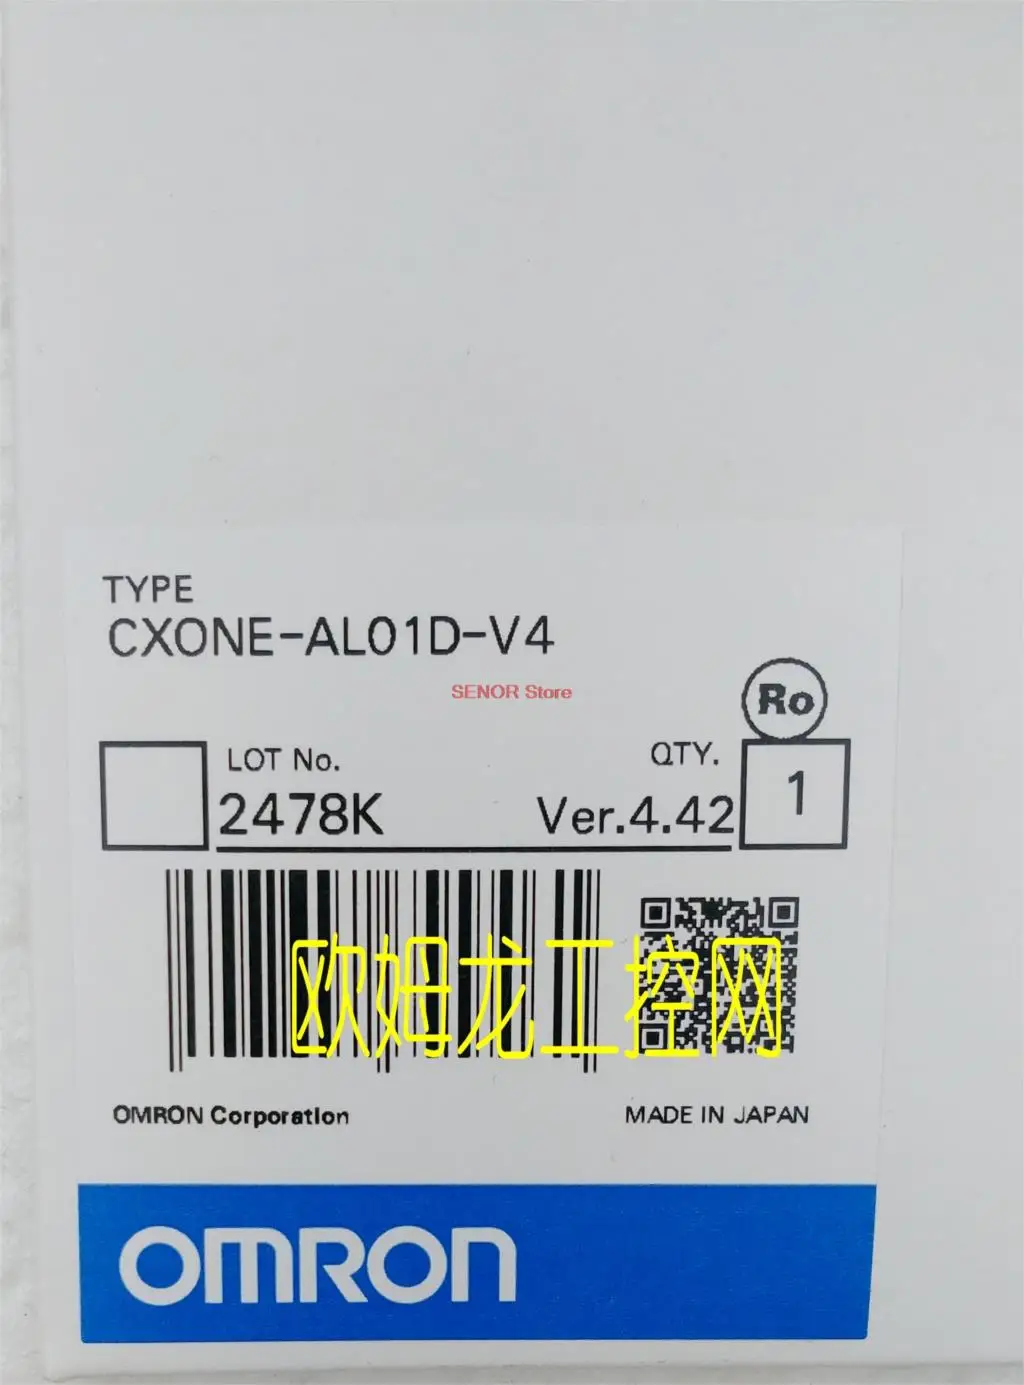 TYPE
CXONE-AL01D-V4
SENOR Store
Ro
LOT No.
QTY.
2478K
Ver.4.42
1
欧姆龙工控网
OMRON Corporation
MADE IN JAPAN
OMRON